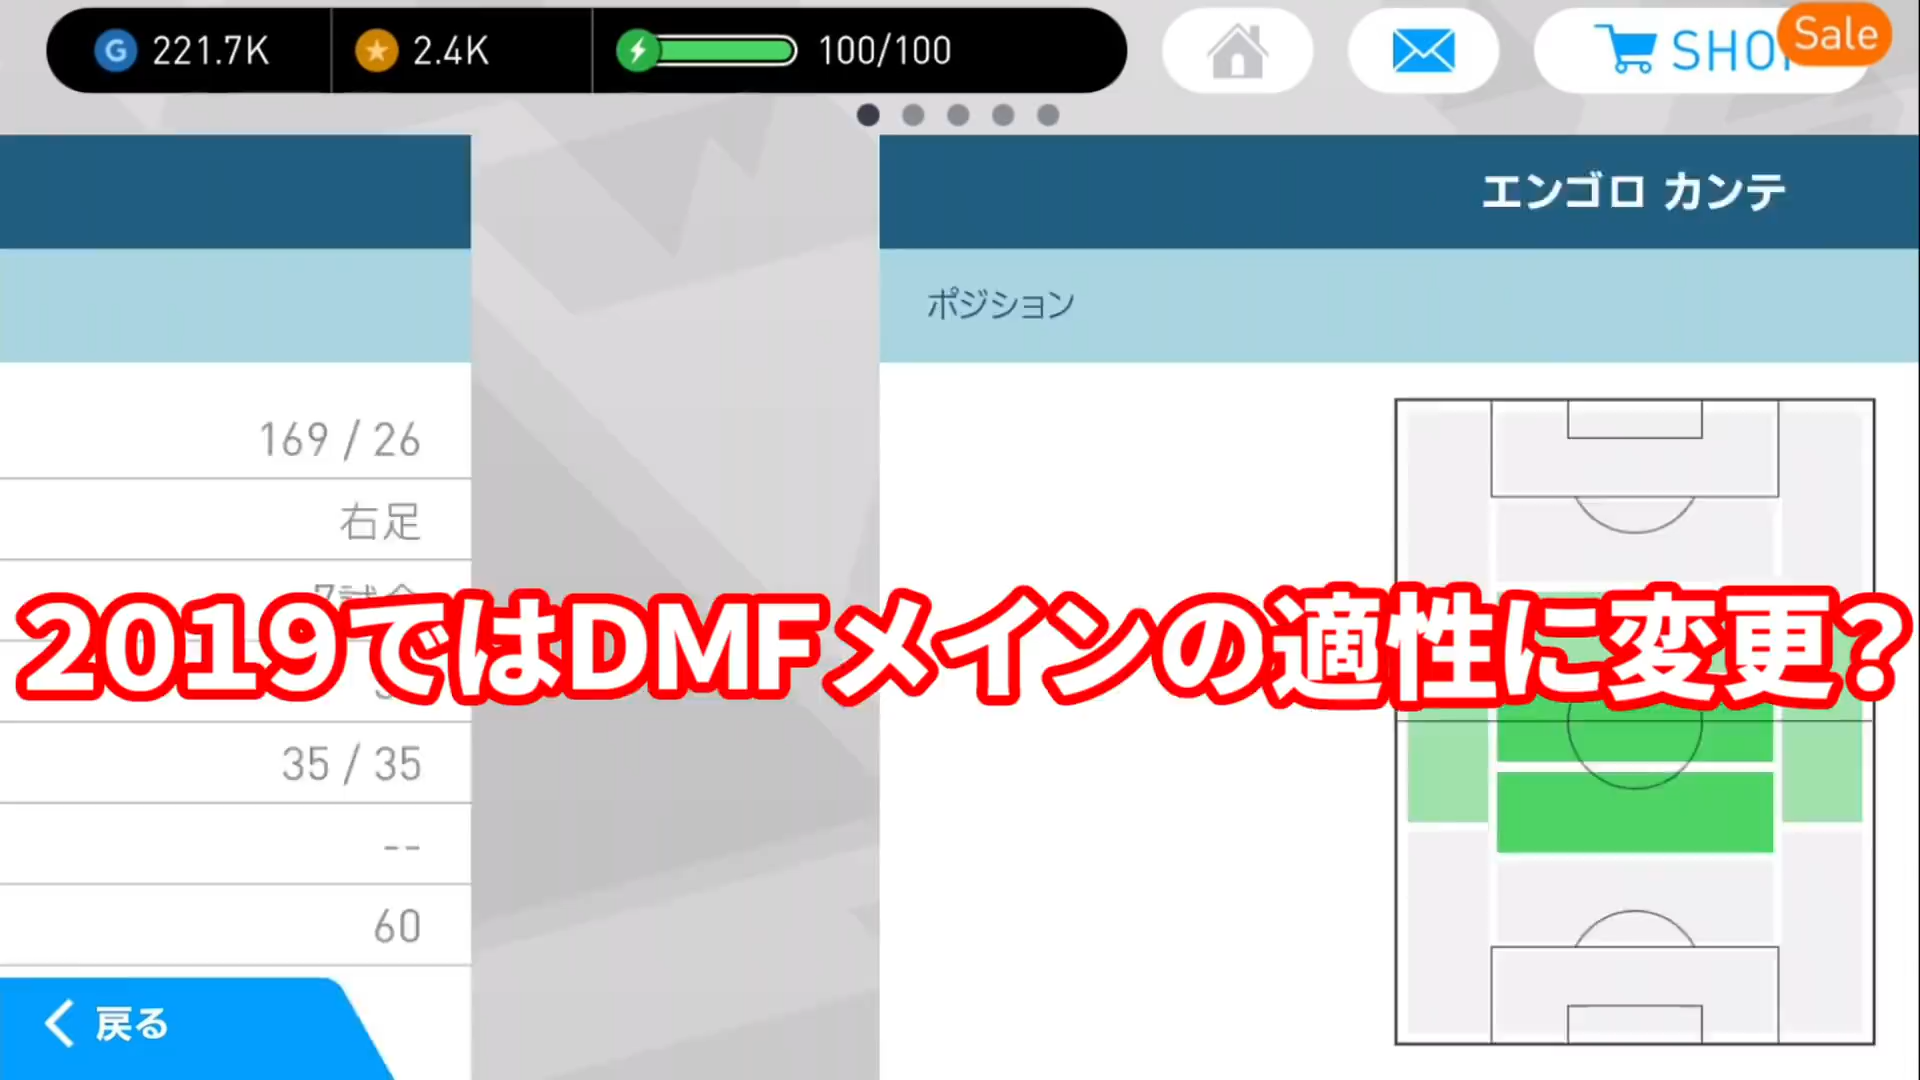 G 221.7K
2.4K
100/100
Sale
エンゴロ カンテ
ポジション
169 / 26
右足
2019ではDMFメインの適性に変更?
35 / 35
--
60
戻る